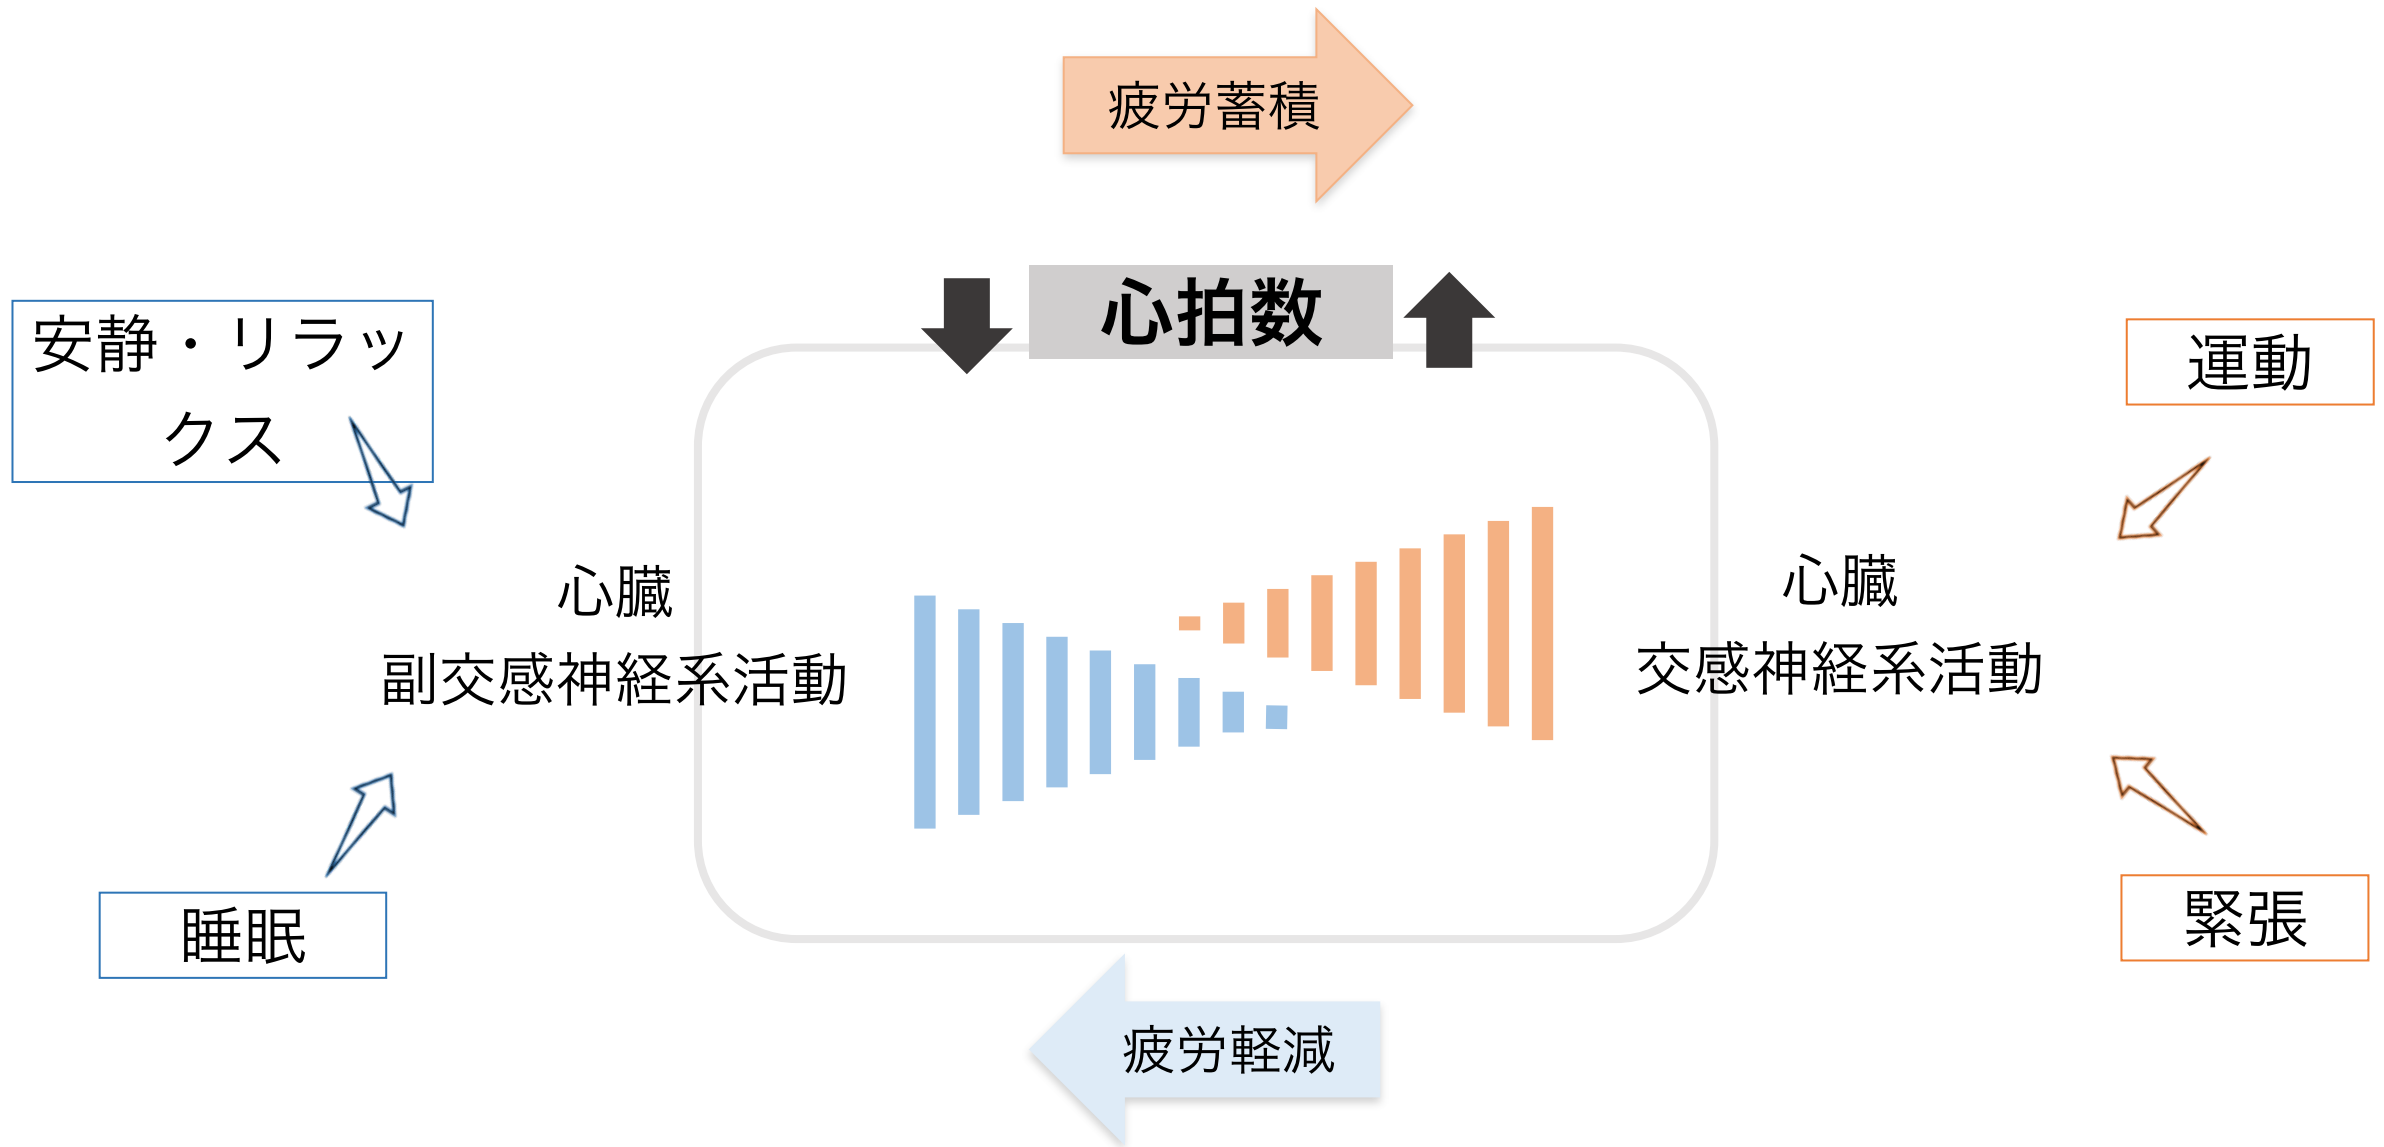 疲労蓄積
心拍数
安静・リラッ
クス
運動
心臓
副交感神経系活動
心臓
交感神経系活動
睡眠
緊張
疲労軽減